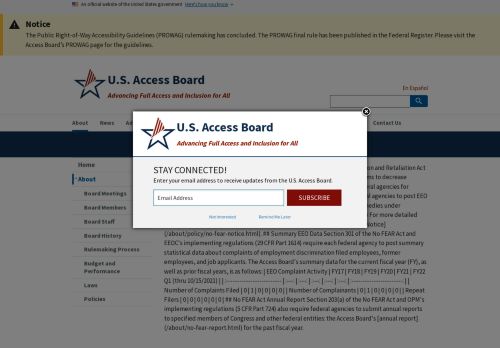 An official website of the United States government Here's how you know
Notice
The Public Right-of-Way Accessibility Guidelines (PROWAG) rulemaking has concluded. The PROWAG final rule has been published in the Federal Register. Please visit the
Access Board's PROWAG page for the guidelines.
U.S. Access Board
Advancing Full Access and Inclusion for All
En Español
About News Ad
Contact Us
U.S. Access Board
Advancing Full Access and Inclusion for All
STAY CONNECTED!
Enter your email address to receive updates from the U.S. Access Board.
Email Address
SUBSCRIBE
Not Interested
Remind Me Later
Home
About
Board Meetings
Board Members
Board Staff
Board History
Rulemaking Process
Budget and
Performance
Laws
Policies
on and Retaliation Act
ms to decrease
eral agencies for
agencies to post EEO
edies under
For more detailed
Notice]
(/about/policy/no-fear-notice.html). ## Summary EEO Data Section 301 of the No FEAR Act and
EEOC's implementing regulations (29 CFR Part 1614) require each federal agency to post summary
statistical data about complaints of employment discrimination filed employees, former
employees, and job applicants. The Access Board's summary data for the current fiscal year (FY), as
well as prior fiscal years, is as follows: | EEO Complaint Activity | FY17 | FY18 | FY19 | FY20 | FY21 | FY22
Q1 (thru 10/15/2021) | |
Number of Complaints Filed | 0 | 1 | 0 | 0 | 0 | 0 | | Number of Complainants | 0 | 1 | 0 | 0 | 0 | 0 | | Repeat
Filers | 0 | 0 | 0 | 0 | 0 | 0 | ## No FEAR Act Annual Report Section 203(a) of the No FEAR Act and OPM's
implementing regulations (5 CFR Part 724) also require federal agencies to submit annual reports
to specified members of Congress and other federal entities: the Access Board's [annual report]
(/about/no-fear-report.html) for the past fiscal year.